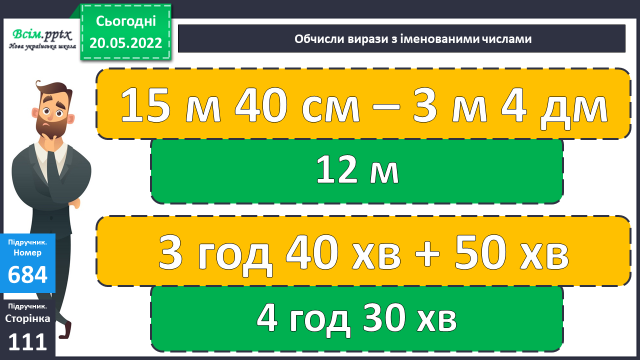 Всім.pptx
Нова українська школа
Сьогодні
20.05.2022
Обчисли вирази з іменованими числами
15 м 40 см – 3 м 4 дм
12 м
3 год 40 хв + 50 хв
4 год 30 хв
Підручник.
Номер
684
Підручник.
Сторінка
111